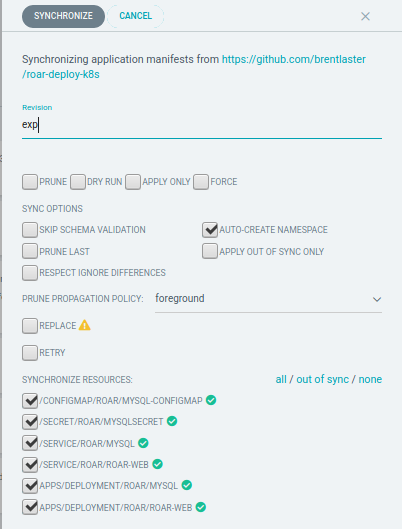 SYNCHRONIZE CANCEL
Synchronizing application manifests from https://github.com/brentlaster
/roar-deploy-k8s
Revision
exp
PRUNE DRY RUN APPLY ONLY FORCE
SYNC OPTIONS
SKIP SCHEMA VALIDATION AUTO-CREATE NAMESPACE
PRUNE LAST APPLY OUT OF SYNC ONLY
RESPECT IGNORE DIFFERENCES
PRUNE PROPAGATION POLICY: foreground
REPLACE
RETRY
SYNCHRONIZE RESOURCES: all / out of sync / none
/CONFIGMAP/ROAR/MYSQL-CONFIGMAP
/SECRET/ROAR/MYSQLSECRET
/SERVICE/ROAR/MYSQL
/SERVICE/ROAR/ROAR-WEB
APPS/DEPLOYMENT/ROAR/MYSQL
APPS/DEPLOYMENT/ROAR/ROAR-WEB